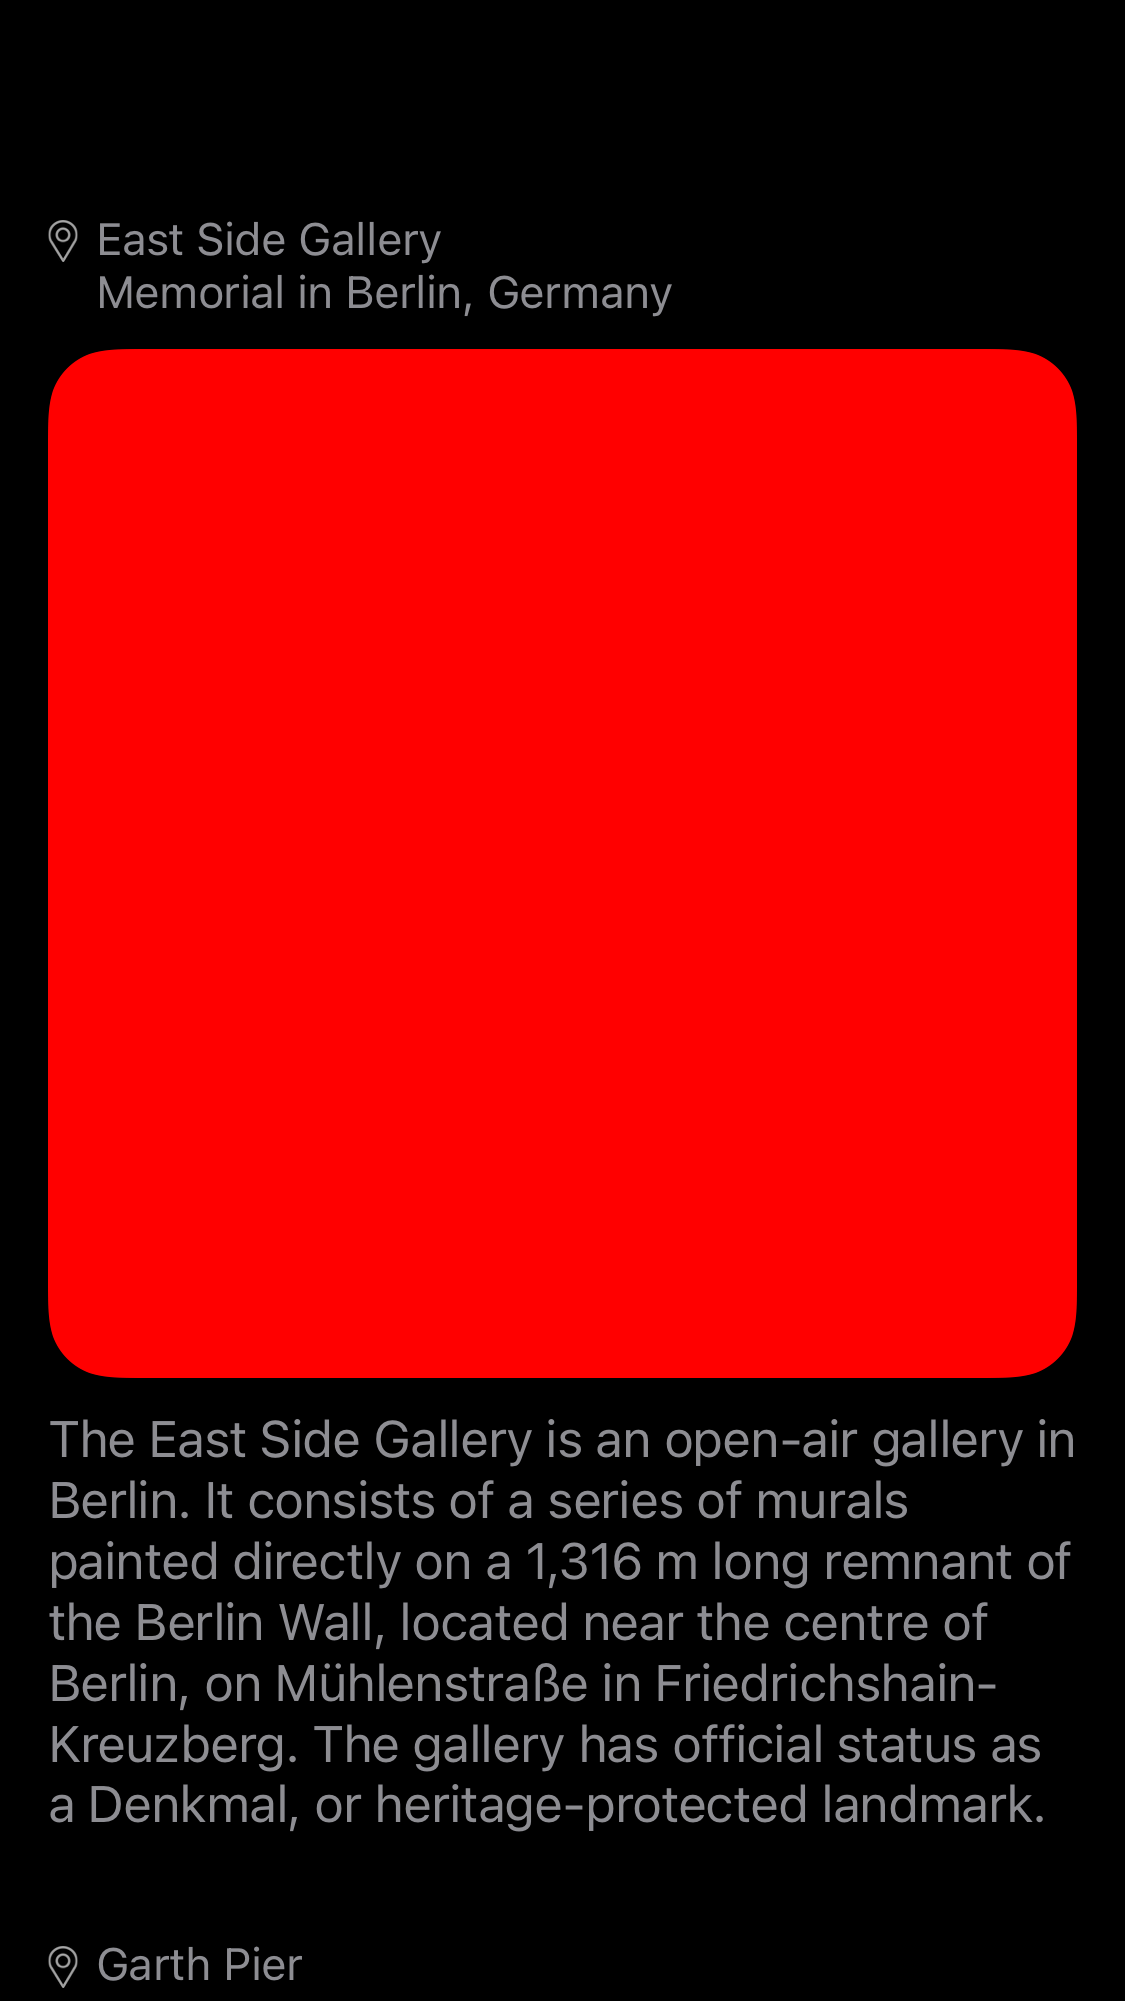 East Side Gallery
Memorial in Berlin, Germany
The East Side Gallery is an open-air gallery in
Berlin. It consists of a series of murals
painted directly on a 1,316 m long remnant of
the Berlin Wall, located near the centre of
Berlin, on Mühlenstraße in Friedrichshain-
Kreuzberg. The gallery has official status as
a Denkmal, or heritage-protected landmark.
Garth Pier